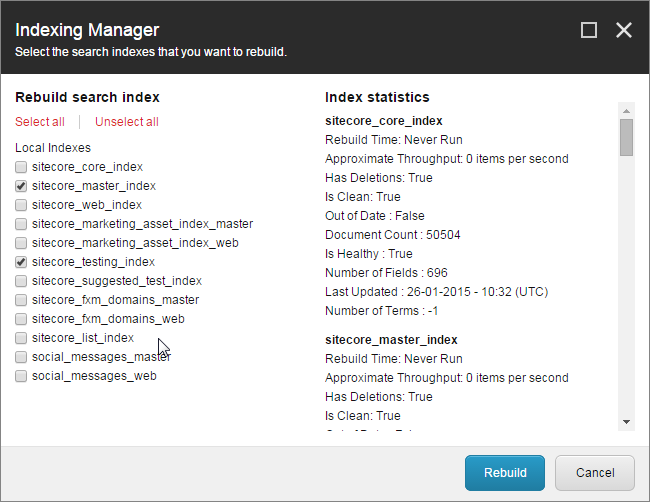 Indexing Manager
Select the search indexes that you want to rebuild.
Rebuild search index
Select all
Unselect all
Local Indexes
sitecore_core_index
sitecore_master_index
sitecore_web_index
sitecore_marketing_asset_index_master
sitecore_marketing_asset_index_web
sitecore_testing_index
sitecore_suggested_test_index
sitecore_fxm_domains_master
sitecore_fxm_domains_web
sitecore_list_index
social_messages_master
social_messages_web
Index statistics
sitecore_core_index
Rebuild Time: Never Run
Approximate Throughput: 0 items per second
Has Deletions: True
Is Clean: True
Out of Date : False
Document Count : 50504
Is Healthy : True
Number of Fields : 696
Last Updated : 26-01-2015 - 10:32 (UTC)
Number of Terms : -1
sitecore_master_index
Rebuild Time: Never Run
Approximate Throughput: 0 items per second
Has Deletions: True
Is Clean: True
Rebuild
Cancel